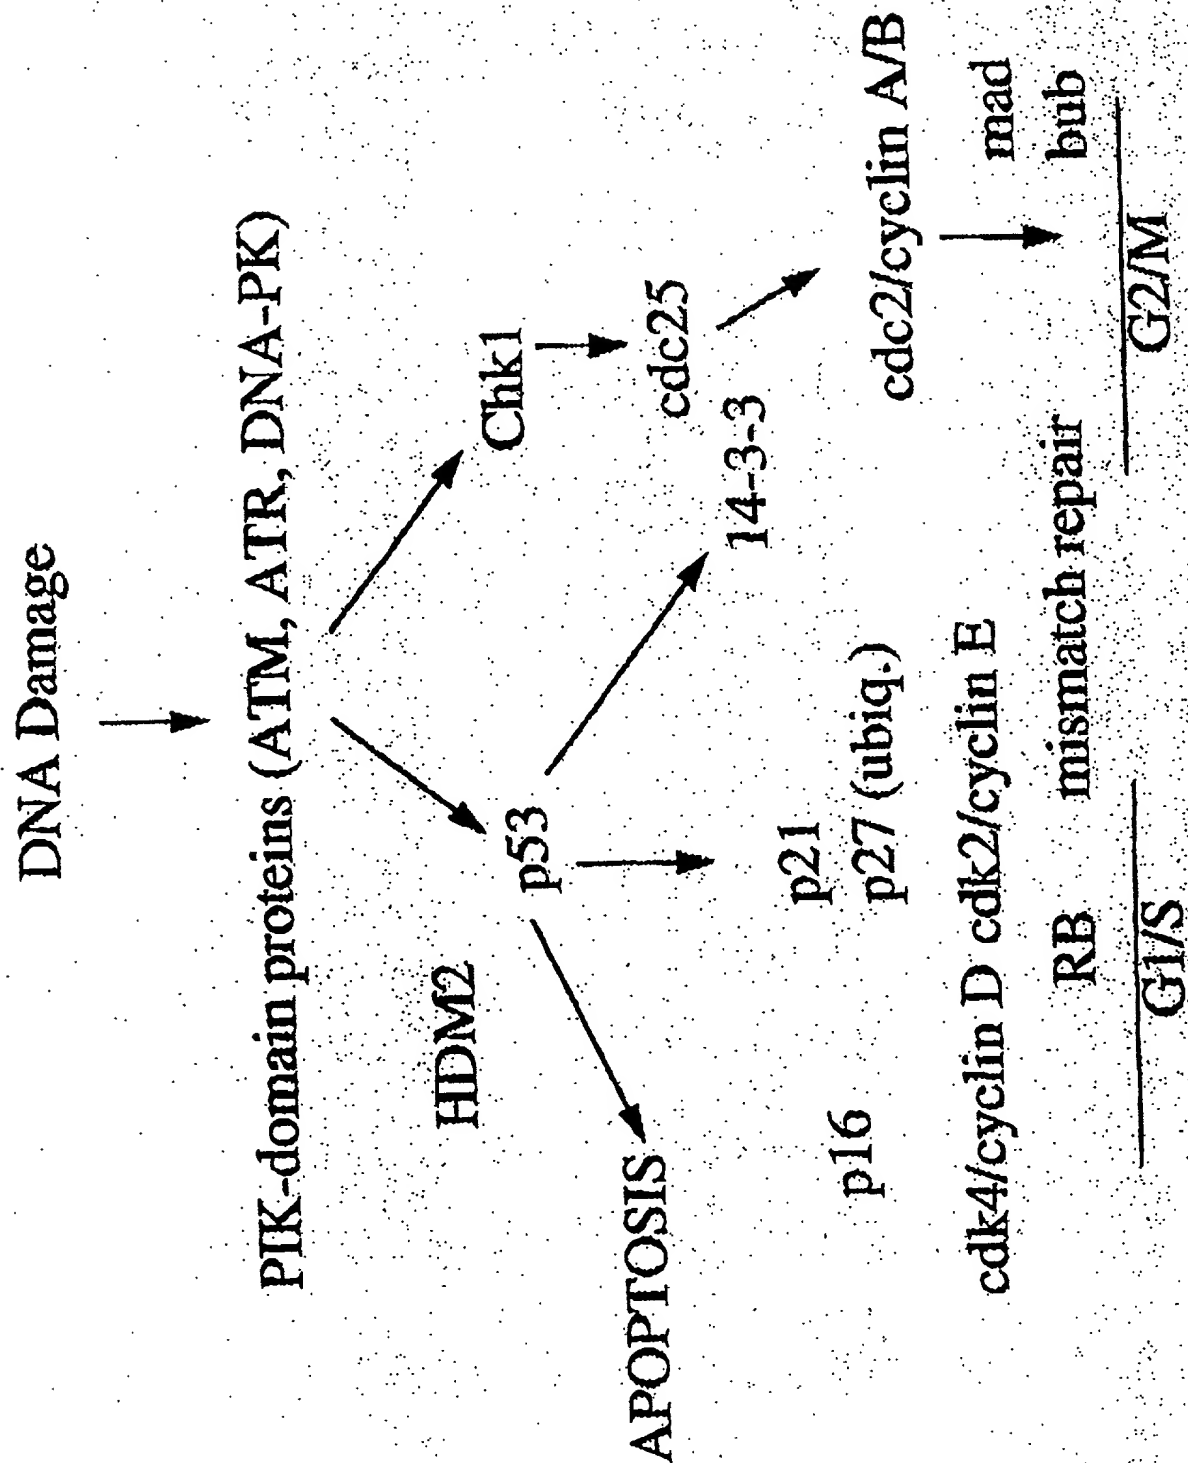 DNA Damage
PIK-domain proteins (ATM, ATR, DNA-PK)
HDM2
p53
Chk1
APOPTOSIS
cdc25
14-3-3
p16
p21
p27 (ubiq.)
cdc2/cyclin A/B
cdk4/cyclin D cdk2/cyclin E
mad
RB
mismatch repair
bub
G1/S
G2/M